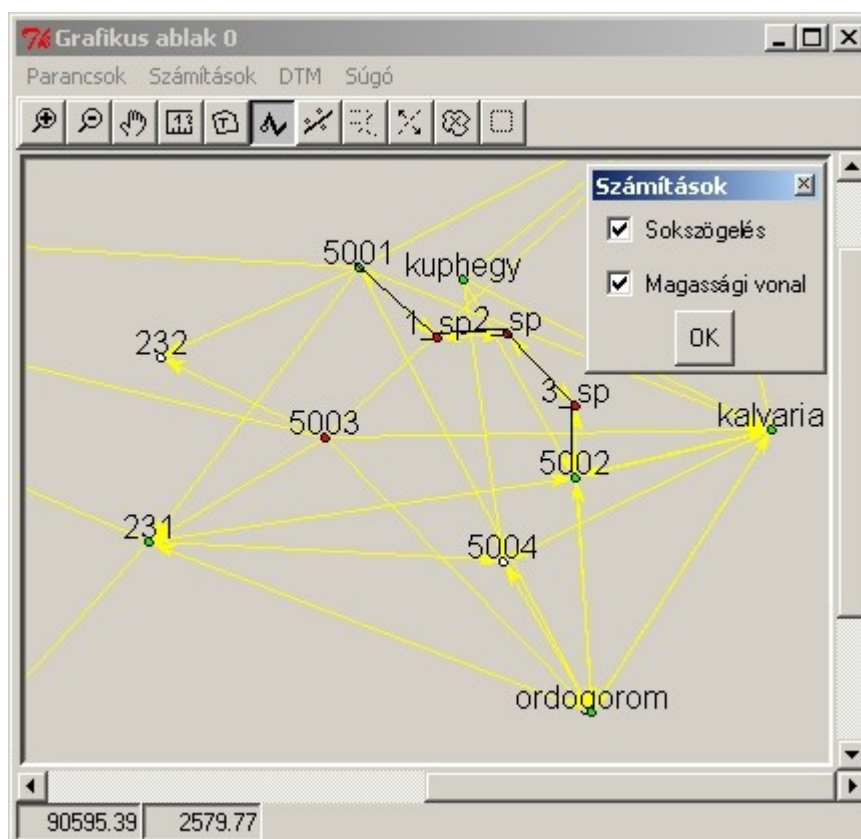 Grafikus ablak 0
Parancsok Számítások DTM Súgó
Számítások
Sokszögelés
Magassági vonal
OK
5001
kuphegy
1_sp
2_sp
232
3_sp
kalvaria
5003
5002
231
5004
ordogorom
90595.39 2579.77